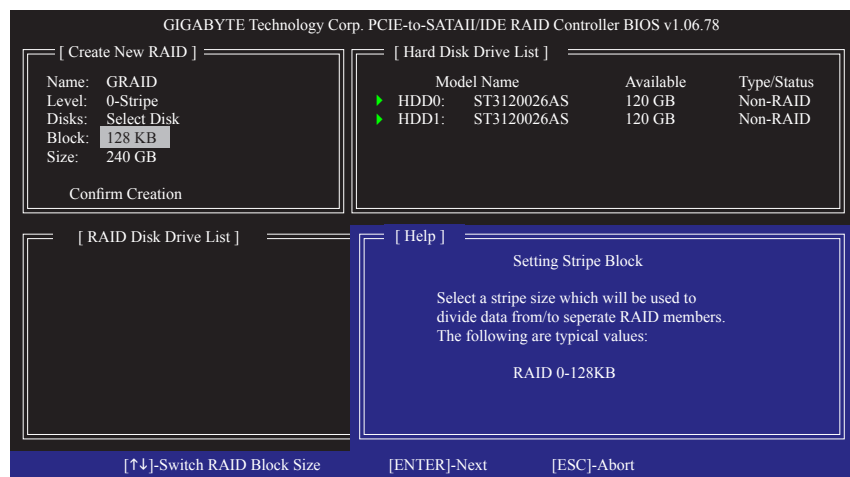 GIGABYTE Technology Corp. PCIE-to-SATAII/IDE RAID Controller BIOS v1.06.78
[ Create New RAID ]
Name: GRAID
Level: 0-Stripe
Disks: Select Disk
Block: 128 KB
Size: 240 GB
Confirm Creation
[ Hard Disk Drive List ]
Model Name Available Type/Status
HDD0: ST3120026AS 120 GB Non-RAID
HDD1: ST3120026AS 120 GB Non-RAID
[ RAID Disk Drive List ]
[ Help ]
Setting Stripe Block
Select a stripe size which will be used to
divide data from/to seperate RAID members.
The following are typical values:
RAID 0-128KB
[↑↓]-Switch RAID Block Size [ENTER]-Next [ESC]-Abort